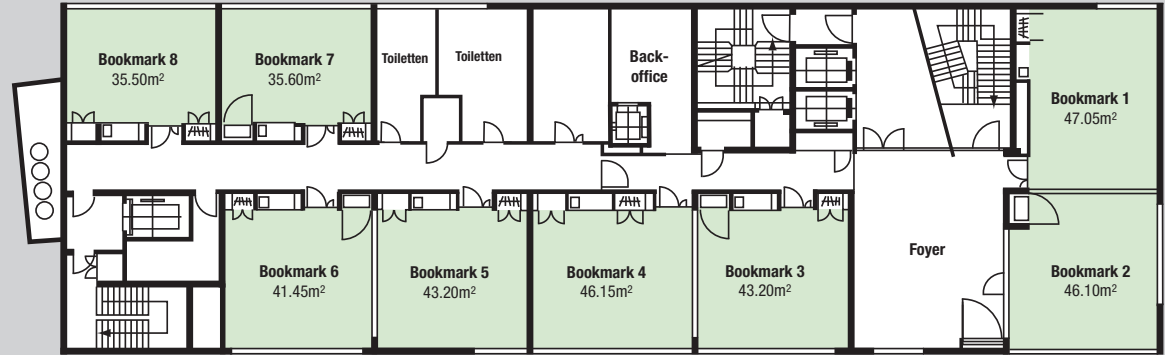 Bookmark 8
35.50m²
Bookmark 7
35.60m²
Toiletten
Toiletten
Back-
office
Bookmark 1
47.05m²
Bookmark 6
41.45m²
Bookmark 5
43.20m²
Bookmark 4
46.15m²
Bookmark 3
43.20m²
Foyer
Bookmark 2
46.10m²